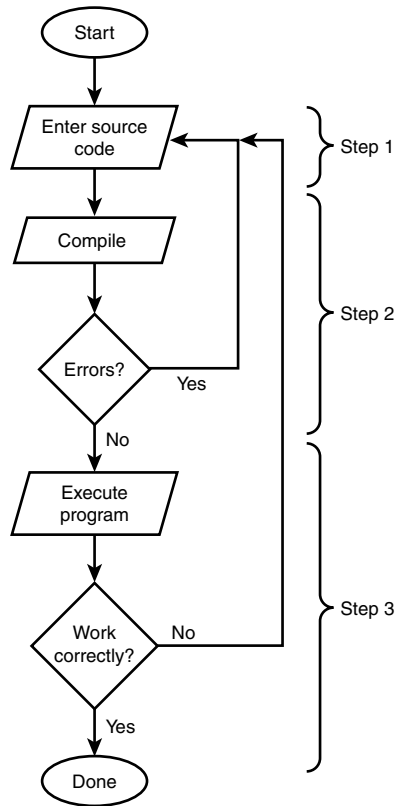 Start
Enter source
code
Step 1
Compile
Step 2
Errors?
Yes
No
Execute
program
Step 3
Work
correctly?
No
Yes
Done